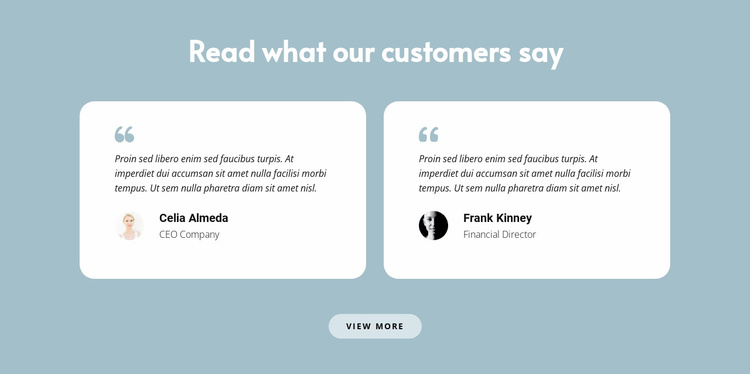 Read what our customers say
“
Proin sed libero enim sed faucibus turpis. At
imperdiet dui accumsan sit amet nulla facilisi morbi
tempus. Ut sem nulla pharetra diam sit amet nisl.
Celia Almeda
CEO Company
“
Proin sed libero enim sed faucibus turpis. At
imperdiet dui accumsan sit amet nulla facilisi morbi
tempus. Ut sem nulla pharetra diam sit amet nisl.
Frank Kinney
Financial Director
VIEW MORE